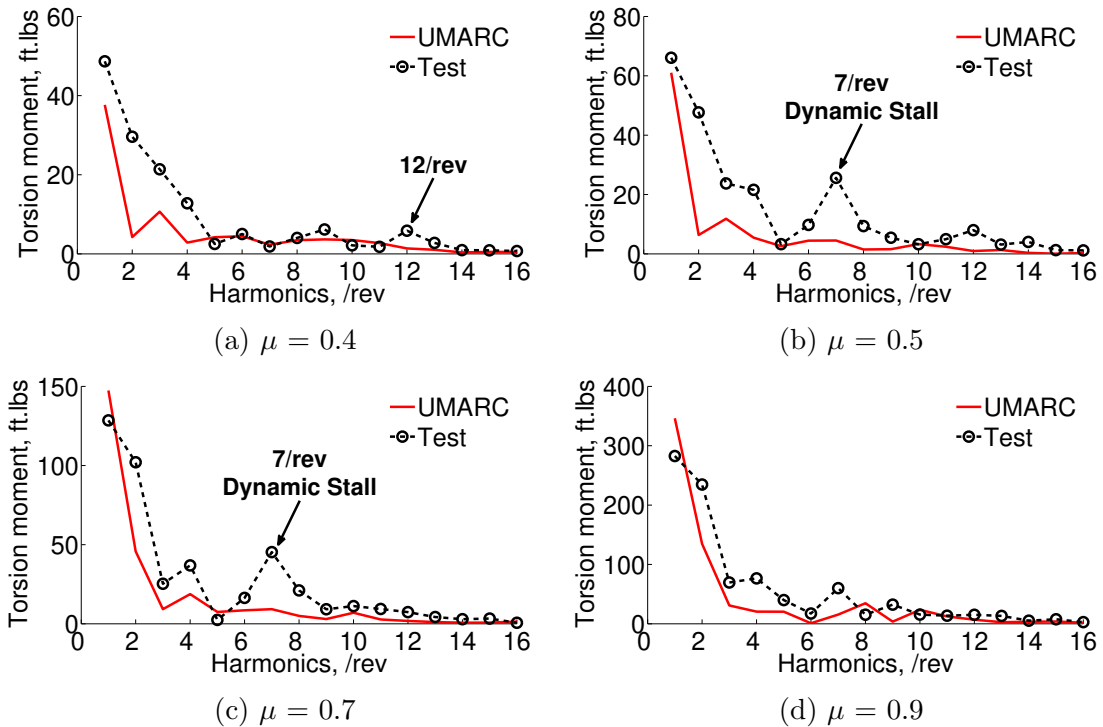 60
40
20
0
Torsion moment, ft.lbs
UMARC
Test
12/rev
0 2 4 6 8 10 12 14 16
Harmonics, /rev
(a) μ = 0.4
80
60
40
20
0
Torsion moment, ft.lbs
UMARC
Test
7/rev
Dynamic Stall
0 2 4 6 8 10 12 14 16
Harmonics, /rev
(b) μ = 0.5
150
100
50
0
Torsion moment, ft.lbs
UMARC
Test
7/rev
Dynamic Stall
0 2 4 6 8 10 12 14 16
Harmonics, /rev
(c) μ = 0.7
400
300
200
100
0
Torsion moment, ft.lbs
UMARC
Test
0 2 4 6 8 10 12 14 16
Harmonics, /rev
(d) μ = 0.9